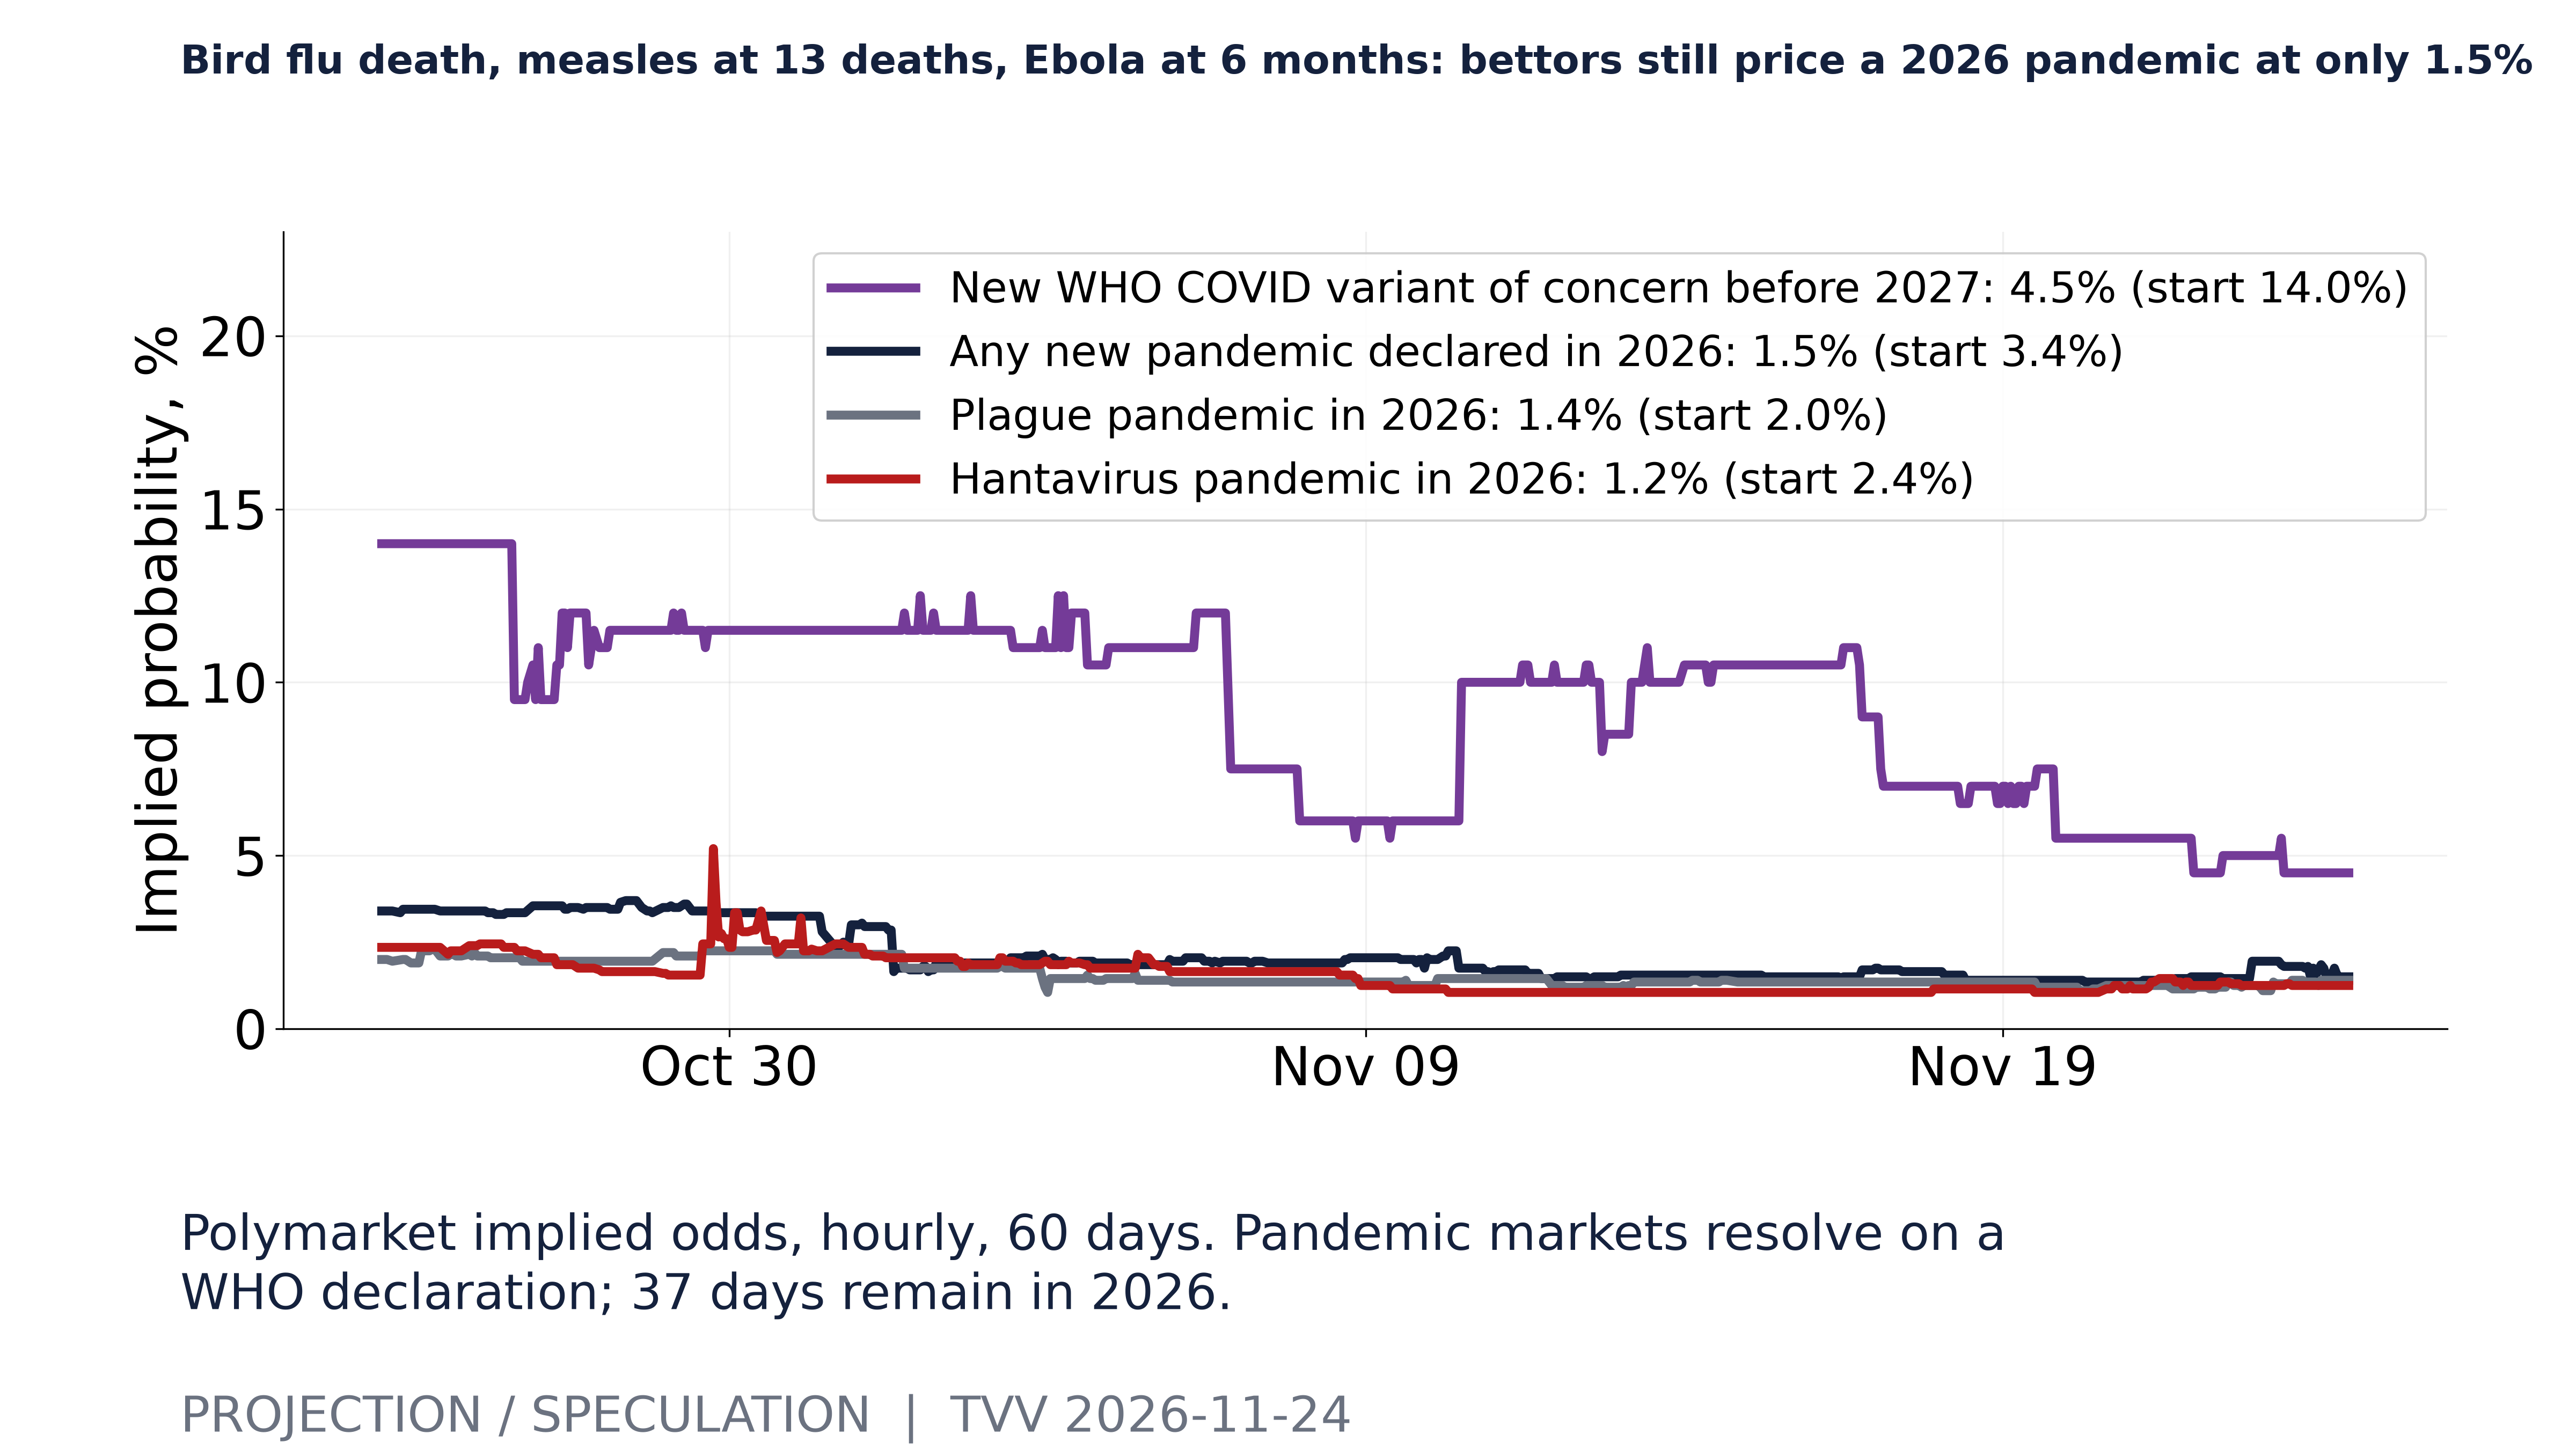 Bird flu death, measles at 13 deaths, Ebola at 6 months: bettors still price a 2026 pandemic at only 1.5%
New WHO COVID variant of concern before 2027: 4.5% (start 14.0%)
Any new pandemic declared in 2026: 1.5% (start 3.4%)
Plague pandemic in 2026: 1.4% (start 2.0%)
Hantavirus pandemic in 2026: 1.2% (start 2.4%)
Implied probability, %
20
15
10
5
0
Oct 30
Nov 09
Nov 19
Polymarket implied odds, hourly, 60 days. Pandemic markets resolve on a
WHO declaration; 37 days remain in 2026.
PROJECTION / SPECULATION | TVV 2026-11-24